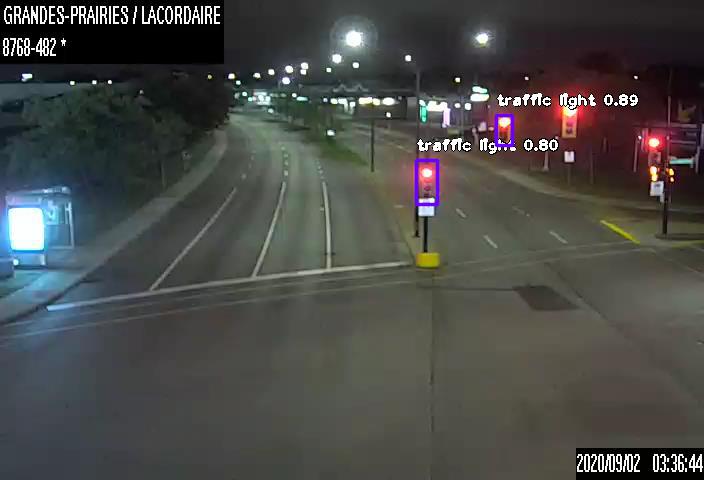 GRANDES-PRAIRIES / LACORDAIRE
8768-482 *
traffic light 0.89
traffic light 0.80
2020/09/02 03:36:44